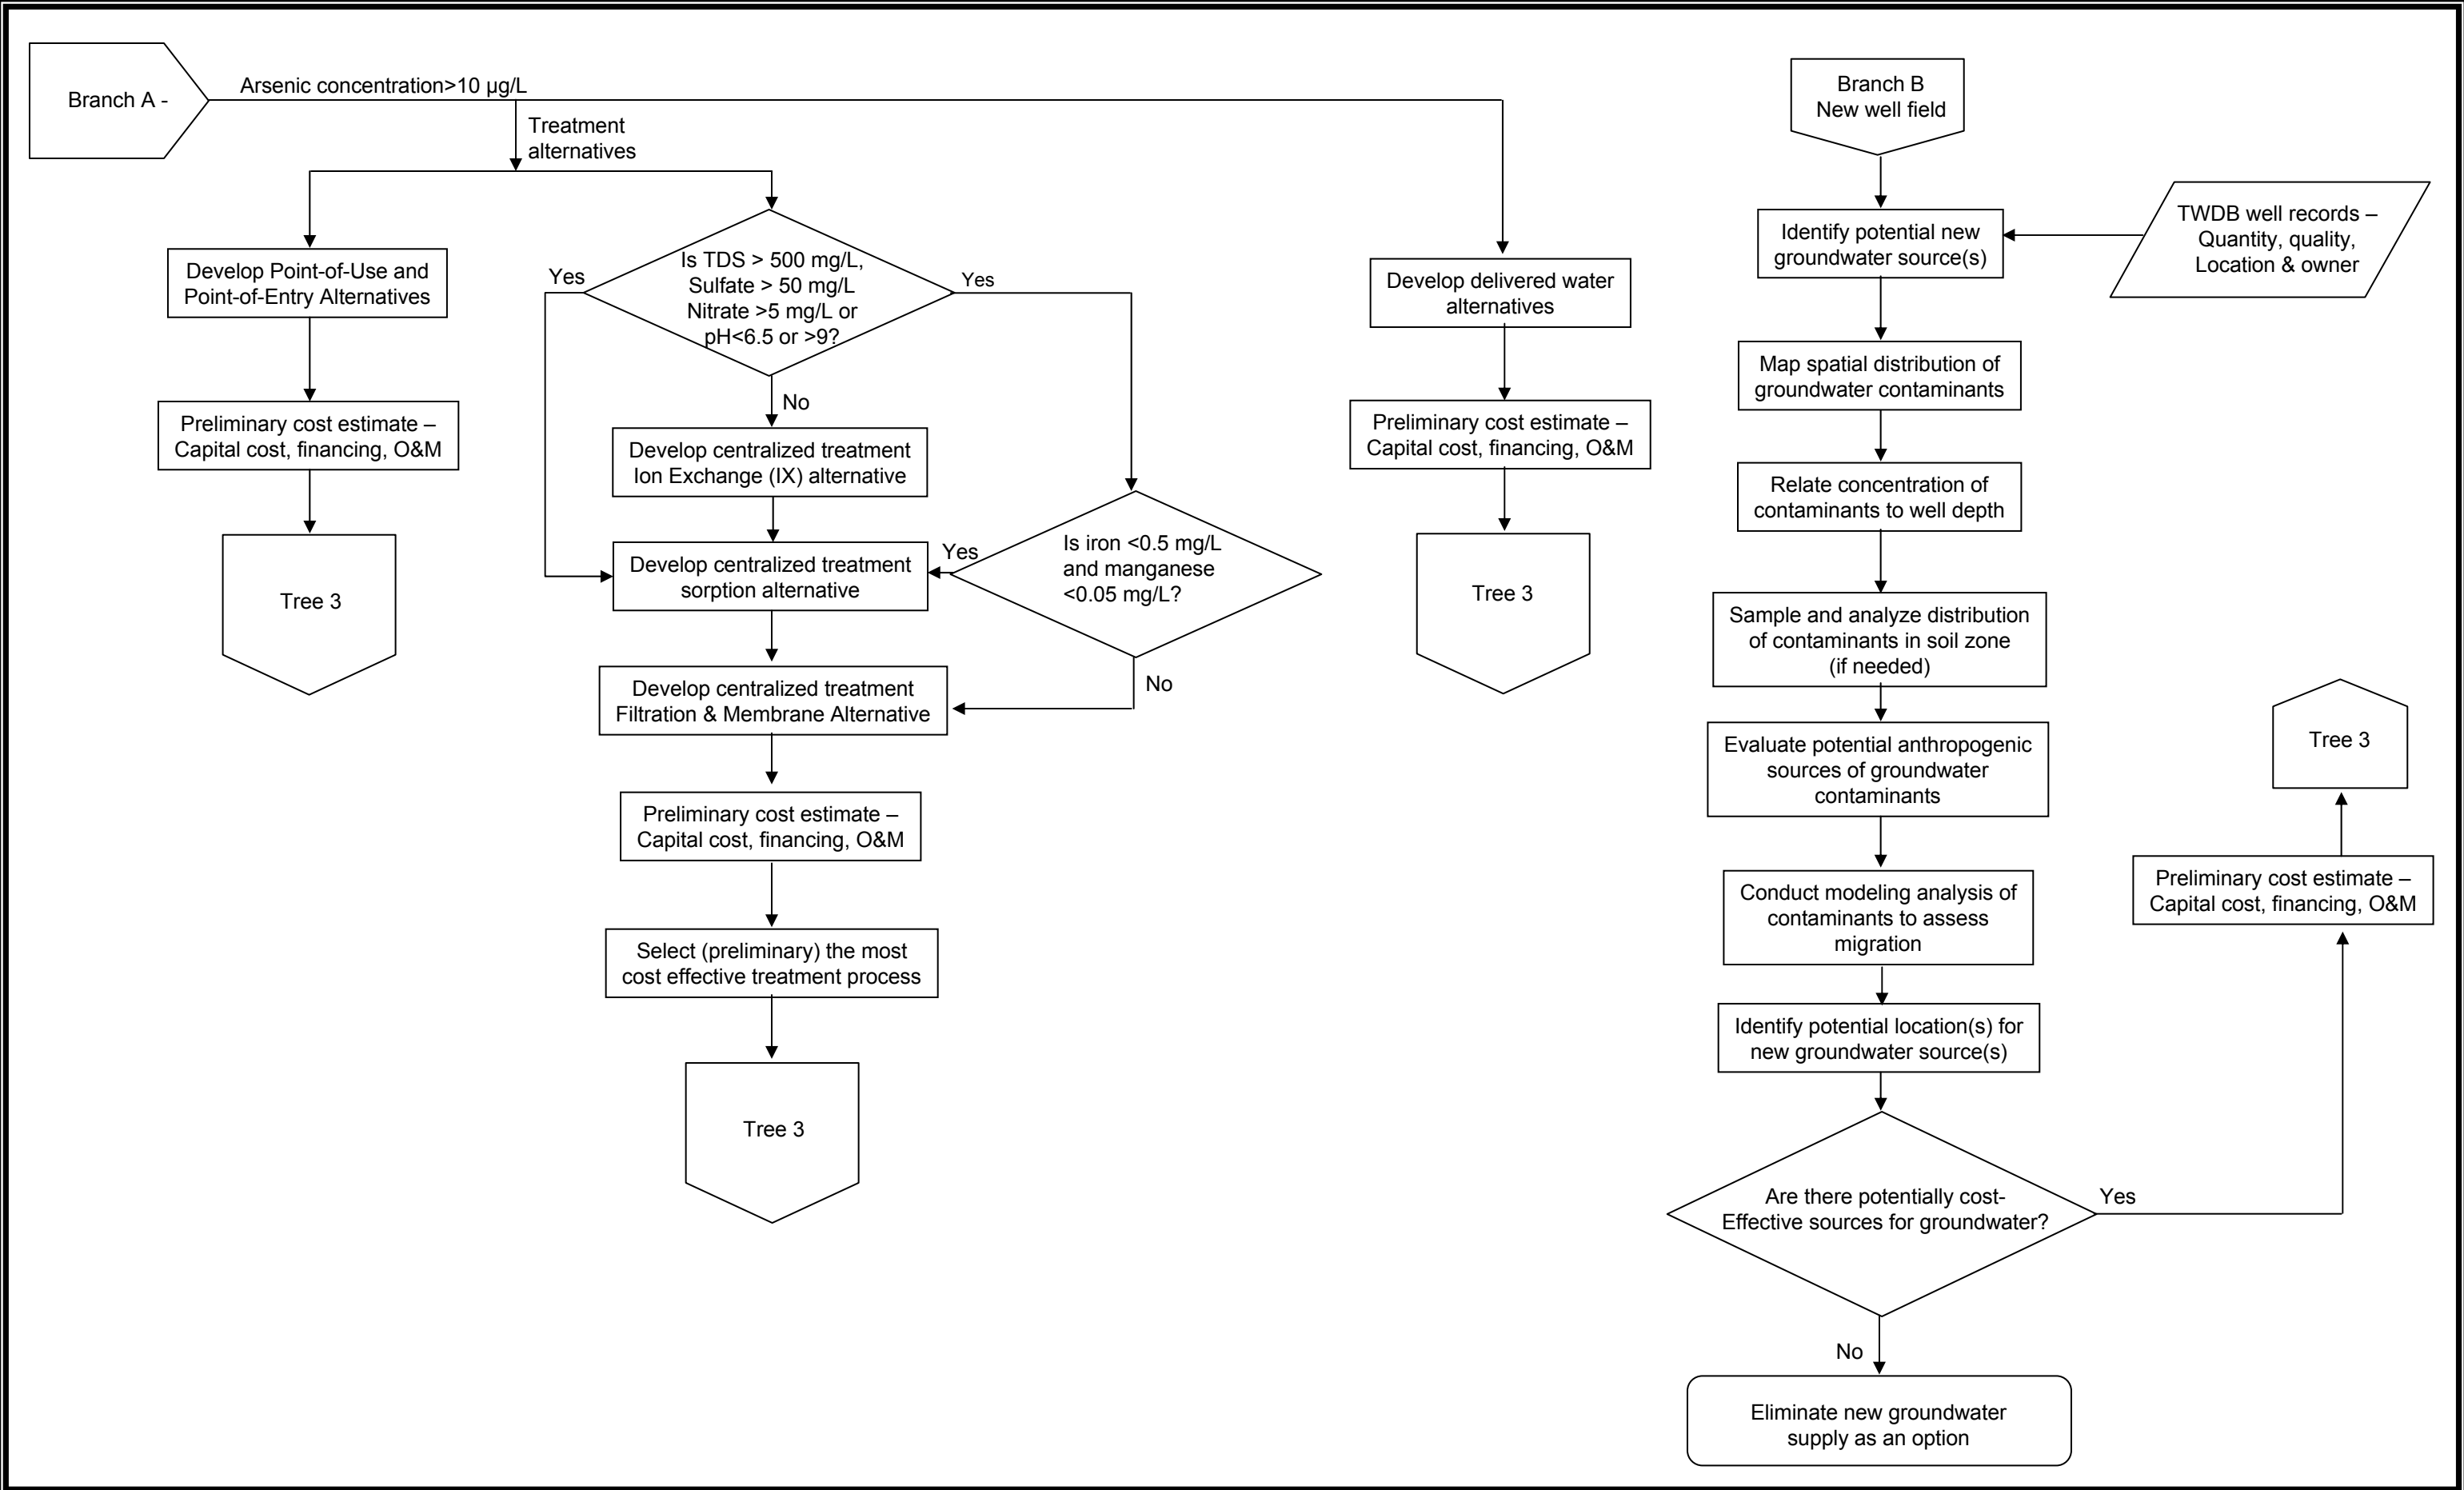 Branch A -
Arsenic concentration>10 µg/L
Treatment
alternatives
Develop Point-of-Use and
Point-of-Entry Alternatives
Preliminary cost estimate –
Capital cost, financing, O&M
Tree 3
Yes
Is TDS > 500 mg/L,
Sulfate > 50 mg/L
Nitrate >5 mg/L or
pH<6.5 or >9?
Yes
No
Develop centralized treatment
Ion Exchange (IX) alternative
Develop centralized treatment
sorption alternative
Yes
Is iron <0.5 mg/L
and manganese
<0.05 mg/L?
No
Develop centralized treatment
Filtration & Membrane Alternative
Preliminary cost estimate –
Capital cost, financing, O&M
Select (preliminary) the most
cost effective treatment process
Tree 3
Develop delivered water
alternatives
Preliminary cost estimate –
Capital cost, financing, O&M
Tree 3
Branch B
New well field
Identify potential new
groundwater source(s)
TWDB well records –
Quantity, quality,
Location & owner
Map spatial distribution of
groundwater contaminants
Relate concentration of
contaminants to well depth
Sample and analyze distribution
of contaminants in soil zone
(if needed)
Evaluate potential anthropogenic
sources of groundwater
contaminants
Conduct modeling analysis of
contaminants to assess
migration
Identify potential location(s) for
new groundwater source(s)
Are there potentially cost-
Effective sources for groundwater?
Yes
Preliminary cost estimate –
Capital cost, financing, O&M
Tree 3
No
Eliminate new groundwater
supply as an option